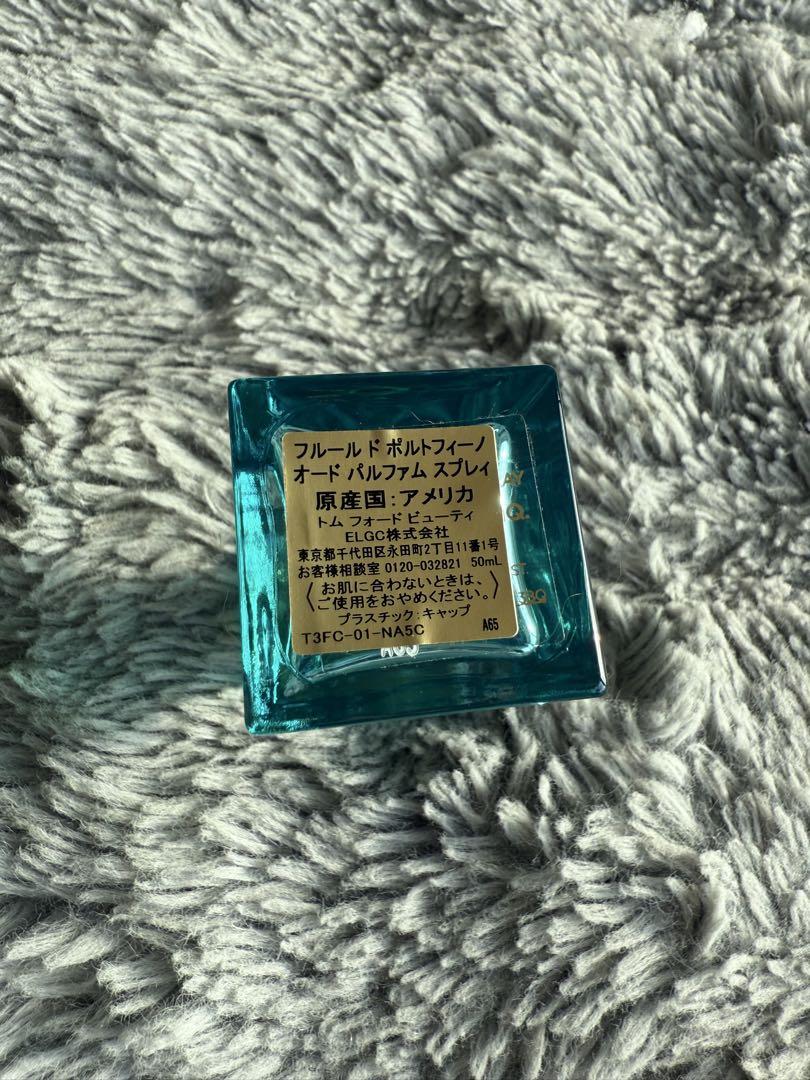 フルール ド ポルトフィーノ
オード パルファム スプレィ
原産国：アメリカ
トム フォード ビューティ
ELGC株式会社
東京都千代田区永田町2丁目11番1号
お客様相談室 0120-032821 50mL
〈お肌に合わないときは、
ご使用をおやめください。〉
プラスチック：キャップ
T3FC-01-NA5C A65
A65
AY
Q.
ST